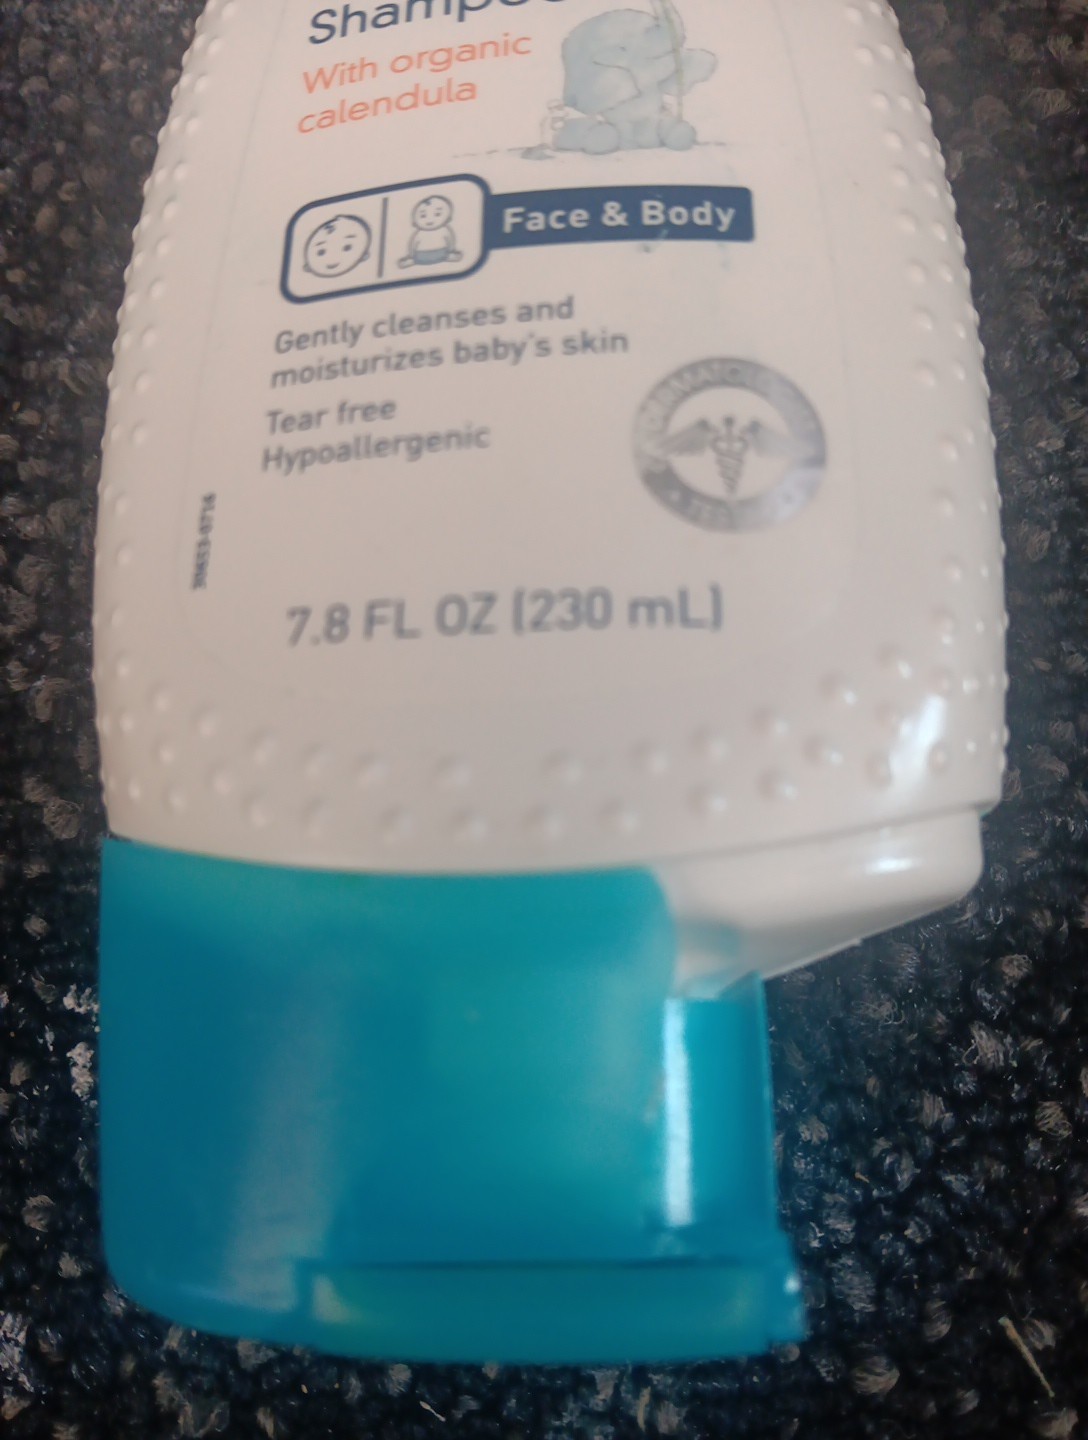 Shampoo
With organic
calendula
Face & Body
Gently cleanses and
moisturizes baby's skin
Tear free
Hypoallergenic
7.8 FL OZ (230 mL)